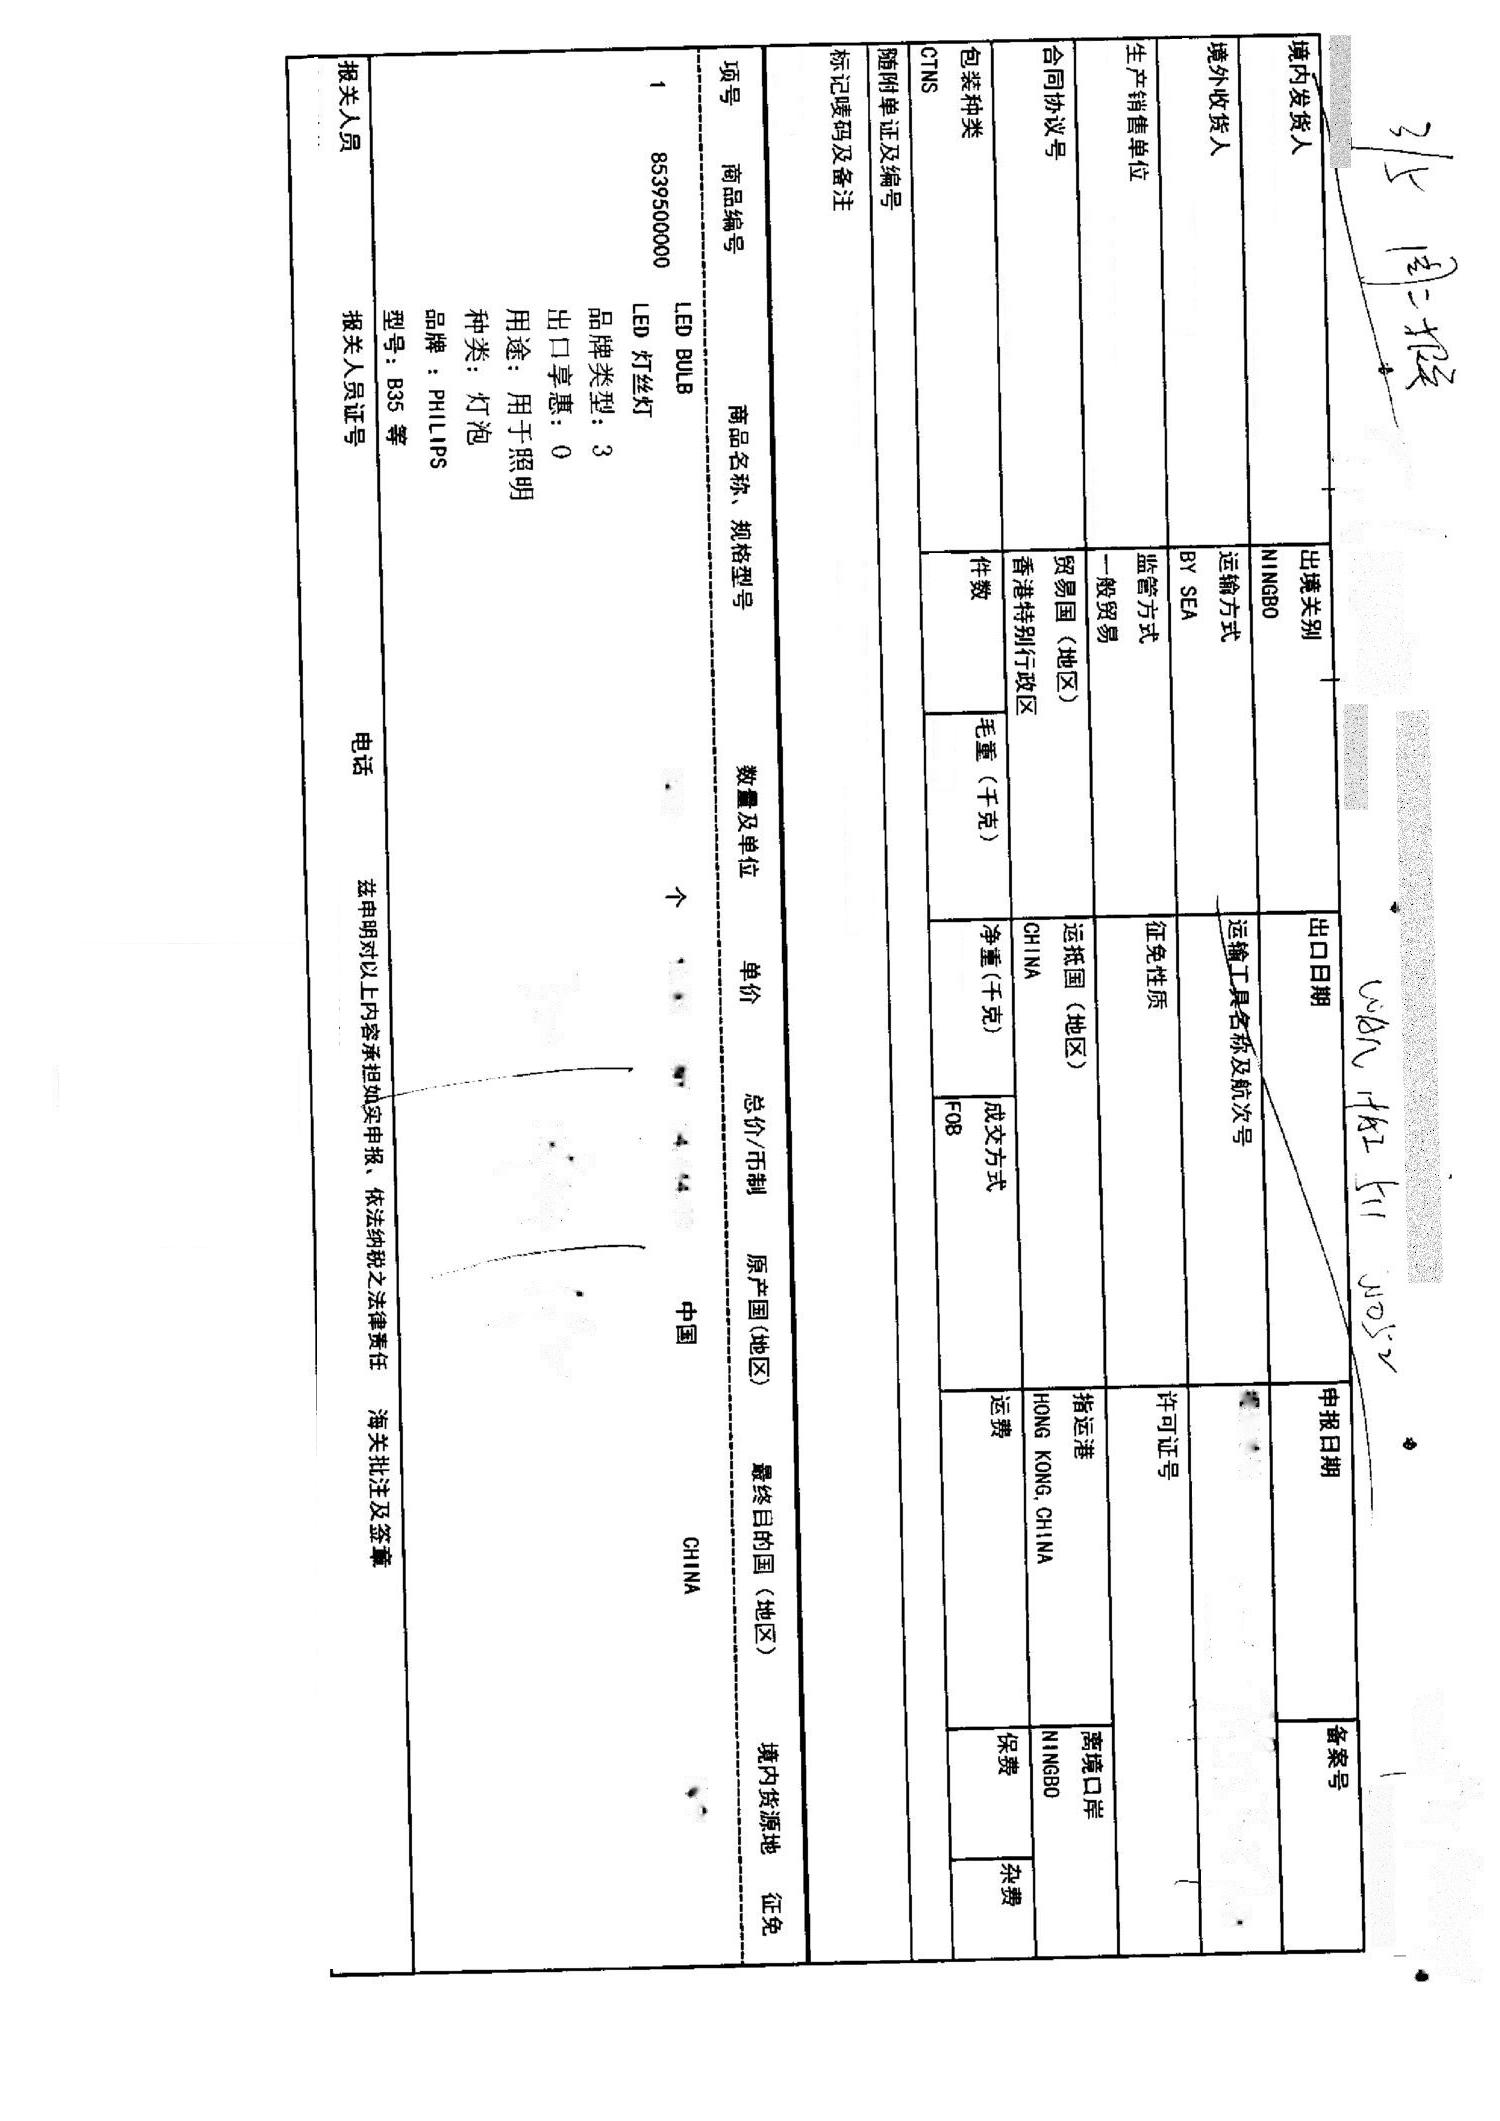 3/5 周二报
WAN HAI 511 W052
境内发货人 出境关别 出口日期 申报日期 备案号
NINGBO
境外收货人 运输方式 运输工具名称及航次号
BY SEA
生产销售单位 监管方式 征免性质 许可证号
一般贸易
合同协议号 贸易国（地区） 运抵国（地区） 指运港 离境口岸
香港特别行政区 CHINA HONG KONG,CHINA NINGBO
包装种类 件数 毛重（千克） 净重(千克) 成交方式 运费 保费 杂费
CTNS FOB
随附单证及编号
标记唛码及备注
项号 商品编号 商品名称、规格型号 数量及单位 单价 总价/币制 原产国(地区) 最终目的国（地区） 境内货源地 征免
LED BULB 个 中国 CHINA
1 8539500000 LED 灯丝灯
品牌类型：3
出口享惠：0
用途：用于照明
种类：灯泡
品牌：PHILIPS
型号：B35 等
报关人员 报关人员证号 电话 兹申明对以上内容承担如实申报、依法纳税之法律责任 海关批注及签章